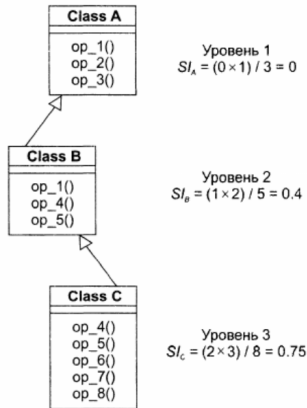 Class A
op_1()
op_2()
op_3()
Уровень 1
SI_A = (0 × 1) / 3 = 0
Class B
op_1()
op_4()
op_5()
Уровень 2
SI_B = (1 × 2) / 5 = 0.4
Class C
op_4()
op_5()
op_6()
op_7()
op_8()
Уровень 3
SI_C = (2 × 3) / 8 = 0.75